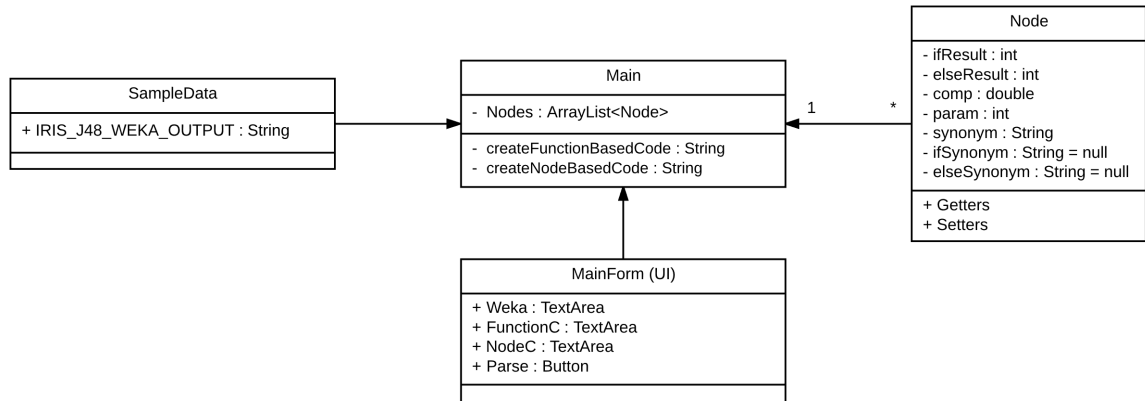 SampleData
+ IRIS_J48_WEKA_OUTPUT : String
Main
- Nodes : ArrayList<Node>
- createFunctionBasedCode : String
- createNodeBasedCode : String
1
*
Node
- ifResult : int
- elseResult : int
- comp : double
- param : int
- synonym : String
- ifSynonym : String = null
- elseSynonym : String = null
+ Getters
+ Setters
MainForm (UI)
+ Weka : TextArea
+ FunctionC : TextArea
+ NodeC : TextArea
+ Parse : Button